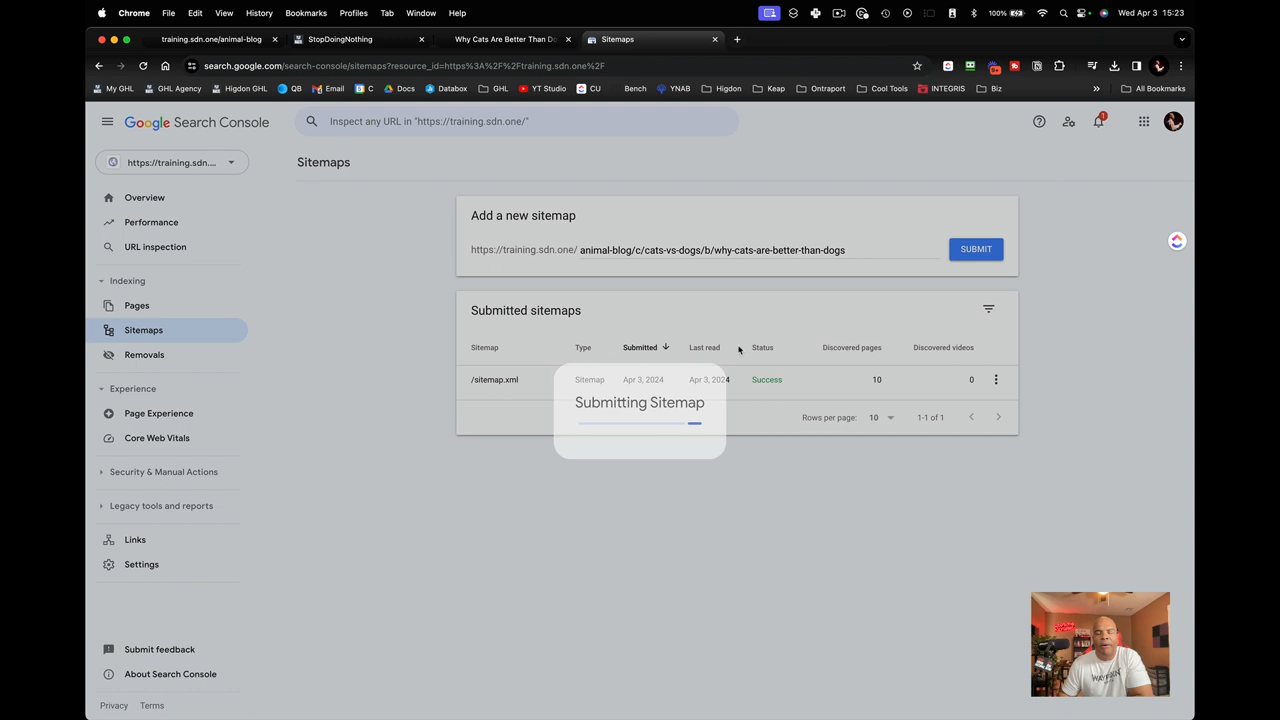 Chrome File Edit View History Bookmarks Profiles Tab Window Help 100% Wed Apr 3 15:23
training.sdn.one/animal-blog StopDoingNothing Why Cats Are Better Than Do Sitemaps
search.google.com/search-console/sitemaps?resource_id=https%3A%2F%2Ftraining.sdn.one%2F
My GHL GHL Agency Higdon GHL QB Email C Docs Databox GHL YT Studio CU Bench YNAB Higdon Keap Ontraport Cool Tools INTEGRIS Biz All Bookmarks
Google Search Console
Inspect any URL in "https://training.sdn.one/"
1
https://training.sdn....
Sitemaps
Overview
Performance
URL inspection
Indexing
Pages
Sitemaps
Removals
Experience
Page Experience
Core Web Vitals
Security & Manual Actions
Legacy tools and reports
Links
Settings
Submit feedback
About Search Console
Privacy Terms
Add a new sitemap
https://training.sdn.one/ animal-blog/c/cats-vs-dogs/b/why-cats-are-better-than-dogs
SUBMIT
Submitted sitemaps
Sitemap Type Submitted Last read Status Discovered pages Discovered videos
/sitemap.xml Sitemap Apr 3, 2024 Apr 3, 2024 Success 10 0
Submitting Sitemap
Rows per page: 10 1-1 of 1